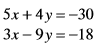 5x + 4y = −30
3x − 9y = −18